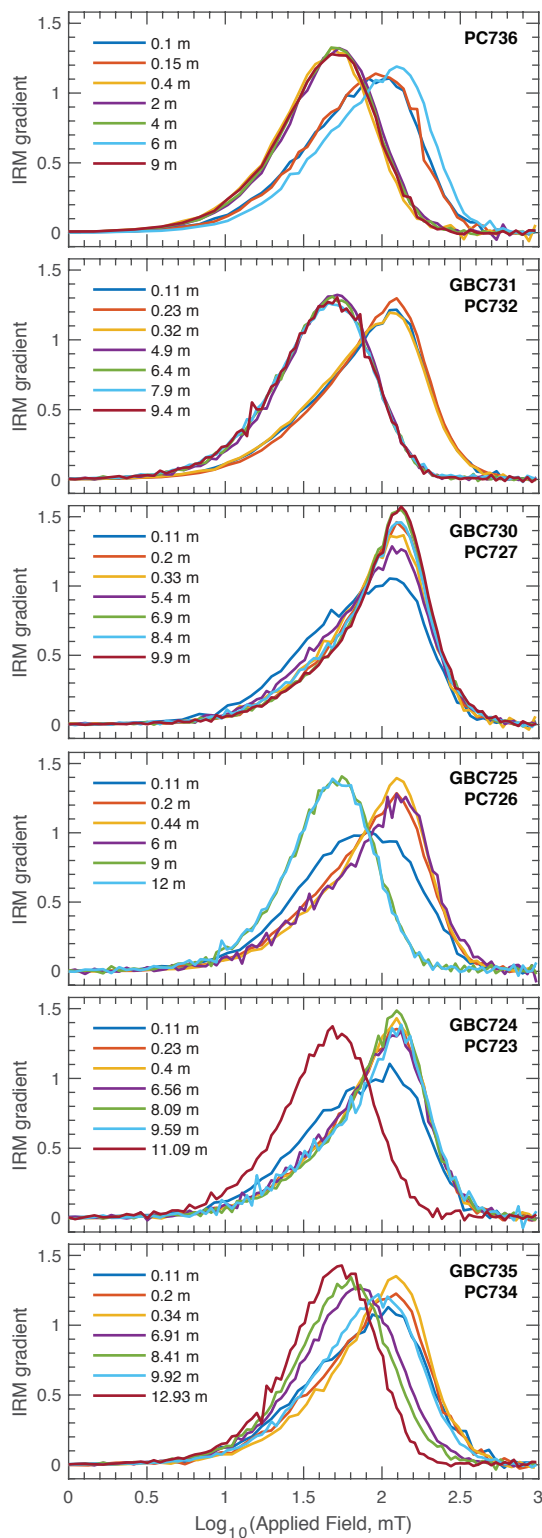 PC736
0.1 m
0.15 m
0.4 m
2 m
4 m
6 m
9 m
IRM gradient
1.5
1
0.5
0
GBC731
PC732
0.11 m
0.23 m
0.32 m
4.9 m
6.4 m
7.9 m
9.4 m
IRM gradient
1.5
1
0.5
0
GBC730
PC727
0.11 m
0.2 m
0.33 m
5.4 m
6.9 m
8.4 m
9.9 m
IRM gradient
1.5
1
0.5
0
GBC725
PC726
0.11 m
0.2 m
0.44 m
6 m
9 m
12 m
IRM gradient
1.5
1
0.5
0
GBC724
PC723
0.11 m
0.23 m
0.4 m
6.56 m
8.09 m
9.59 m
11.09 m
IRM gradient
1.5
1
0.5
0
GBC735
PC734
0.11 m
0.2 m
0.34 m
6.91 m
8.41 m
9.92 m
12.93 m
IRM gradient
1.5
1
0.5
0
0 0.5 1.0 1.5 2.0 2.5 3
Log10(Applied Field, mT)